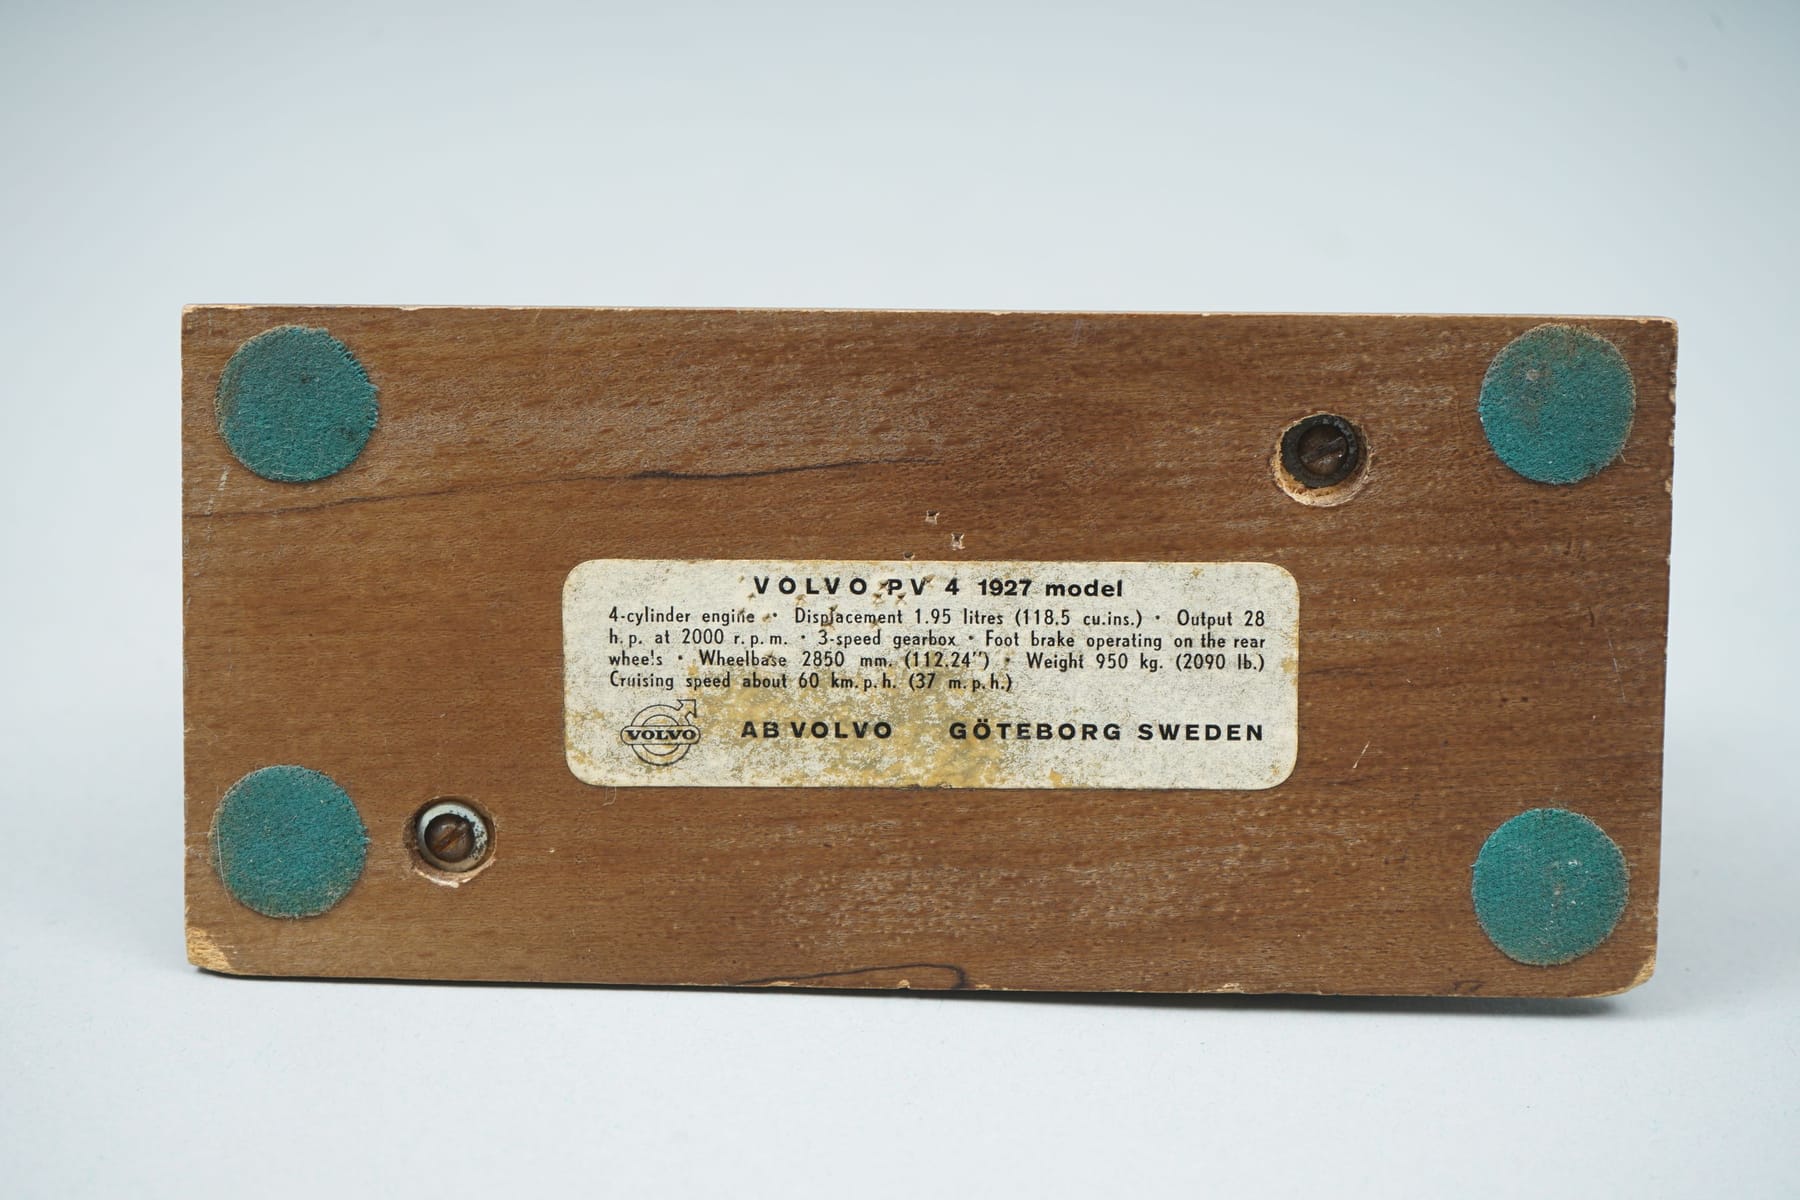 VOLVO PV 4 1927 model
4-cylinder engine · Displacement 1.95 litres (118.5 cu.ins.) · Output 28
h.p. at 2000 r.p.m. · 3-speed gearbox · Foot brake operating on the rear
wheels · Wheelbase 2850 mm. (112.24") · Weight 950 kg. (2090 lb.)
Cruising speed about 60 km.p.h. (37 m.p.h.)
VOLVO AB VOLVO GÖTEBORG SWEDEN